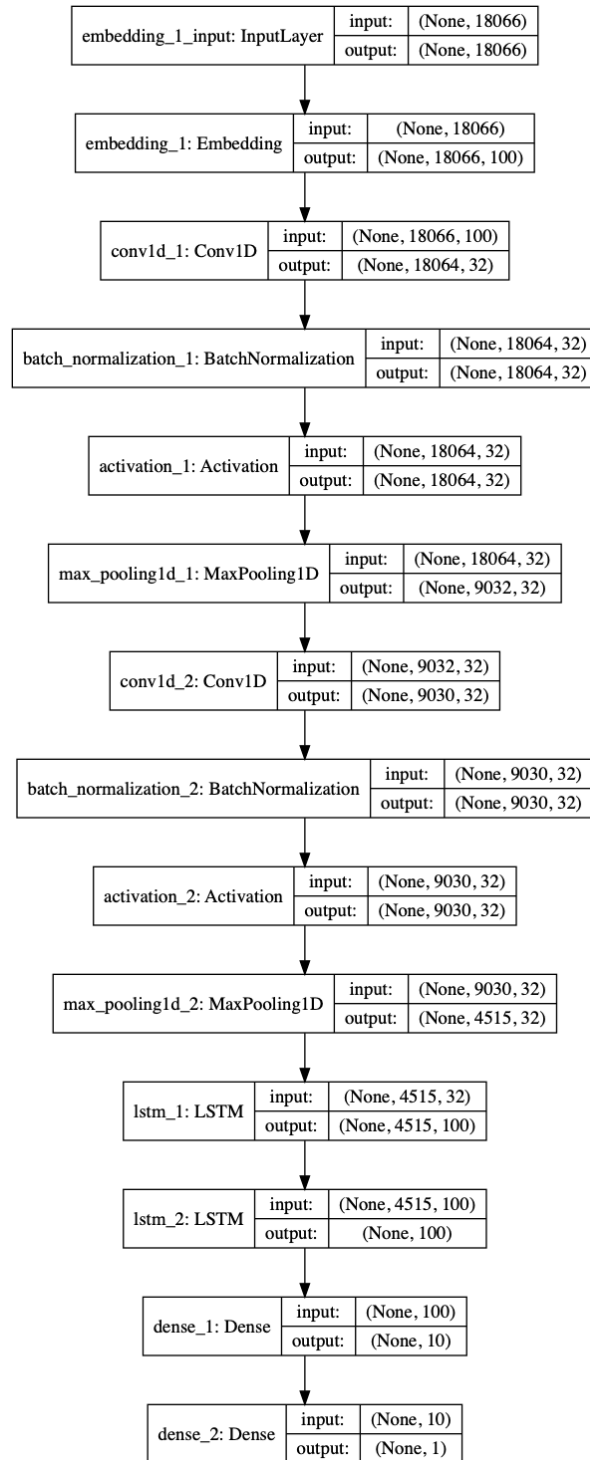 embedding_1_input: InputLayer
input: (None, 18066)
output: (None, 18066)
embedding_1: Embedding
input: (None, 18066)
output: (None, 18066, 100)
conv1d_1: Conv1D
input: (None, 18066, 100)
output: (None, 18064, 32)
batch_normalization_1: BatchNormalization
input: (None, 18064, 32)
output: (None, 18064, 32)
activation_1: Activation
input: (None, 18064, 32)
output: (None, 18064, 32)
max_pooling1d_1: MaxPooling1D
input: (None, 18064, 32)
output: (None, 9032, 32)
conv1d_2: Conv1D
input: (None, 9032, 32)
output: (None, 9030, 32)
batch_normalization_2: BatchNormalization
input: (None, 9030, 32)
output: (None, 9030, 32)
activation_2: Activation
input: (None, 9030, 32)
output: (None, 9030, 32)
max_pooling1d_2: MaxPooling1D
input: (None, 9030, 32)
output: (None, 4515, 32)
lstm_1: LSTM
input: (None, 4515, 32)
output: (None, 4515, 100)
lstm_2: LSTM
input: (None, 4515, 100)
output: (None, 100)
dense_1: Dense
input: (None, 100)
output: (None, 10)
dense_2: Dense
input: (None, 10)
output: (None, 1)